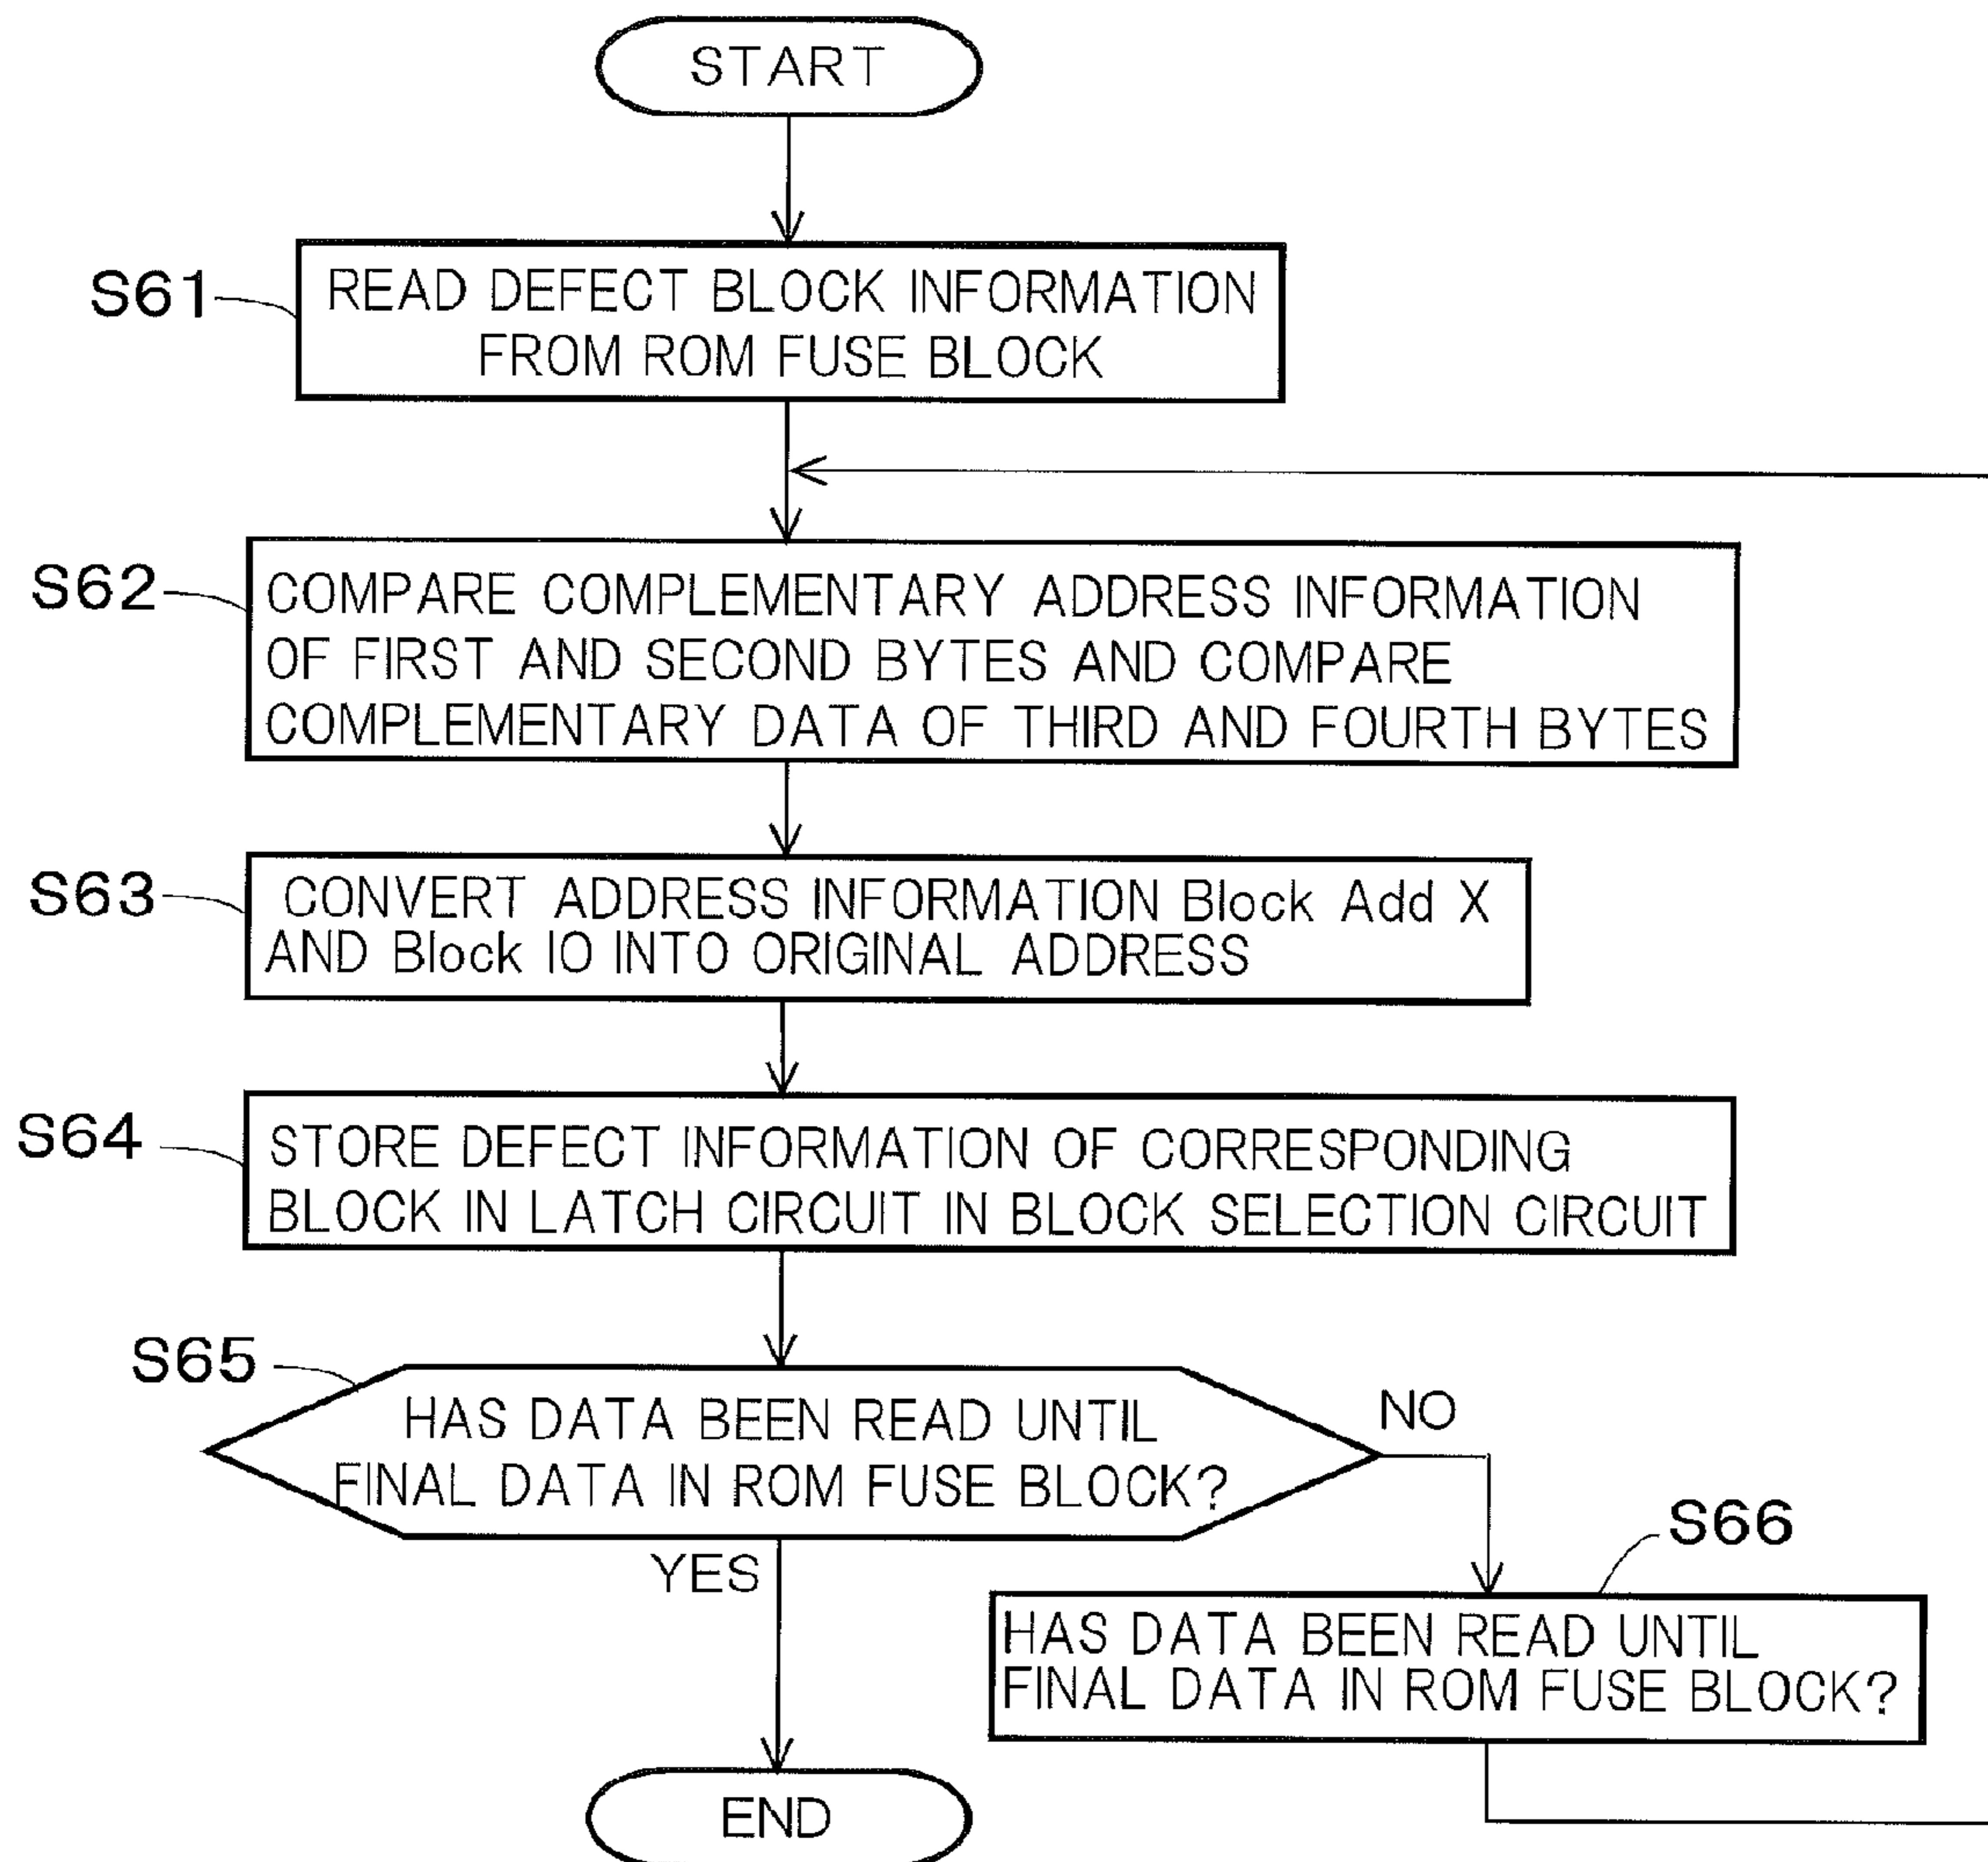 START
S61
READ DEFECT BLOCK INFORMATION
FROM ROM FUSE BLOCK
S62
COMPARE COMPLEMENTARY ADDRESS INFORMATION
OF FIRST AND SECOND BYTES AND COMPARE
COMPLEMENTARY DATA OF THIRD AND FOURTH BYTES
S63
CONVERT ADDRESS INFORMATION Block Add X
AND Block IO INTO ORIGINAL ADDRESS
S64
STORE DEFECT INFORMATION OF CORRESPONDING
BLOCK IN LATCH CIRCUIT IN BLOCK SELECTION CIRCUIT
S65
HAS DATA BEEN READ UNTIL
FINAL DATA IN ROM FUSE BLOCK?
NO
YES
S66
HAS DATA BEEN READ UNTIL
FINAL DATA IN ROM FUSE BLOCK?
END